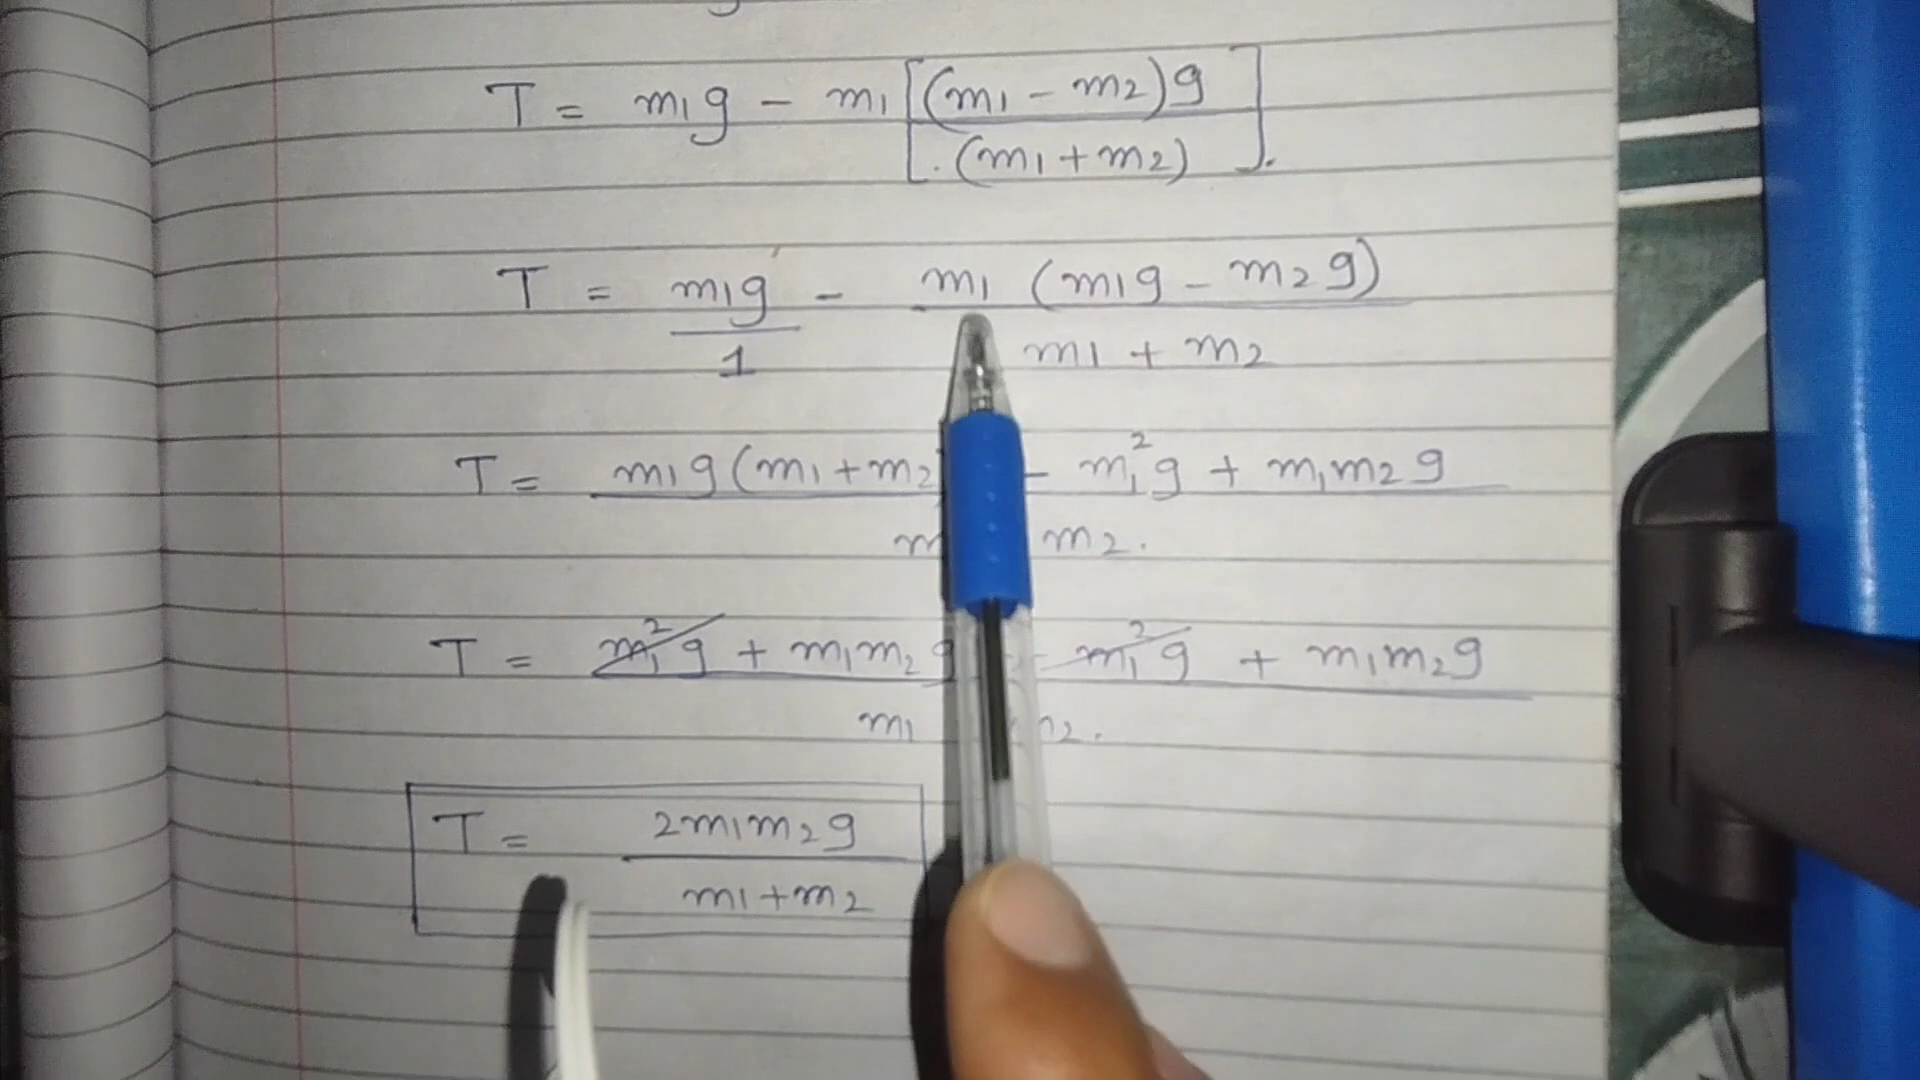 T = m1g - m1 [(m1 - m2)g
(m1 + m2)].
T = m1g - m1 (m1g - m2g)
1 m1 + m2
T = m1g(m1+m2 - m1²g + m1m2g
m2.
T = m1²g + m1m2g m1²g + m1m2g
m1
T = 2m1m2g
m1+m2